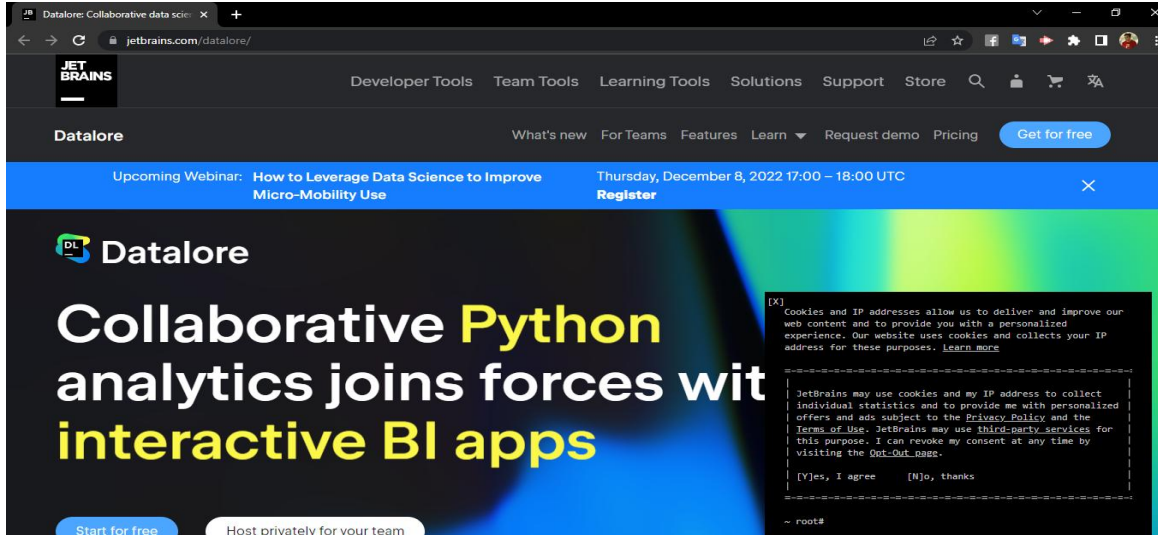 Datalore: Collaborative data scie
jetbrains.com/datalore/
JET
BRAINS
Developer Tools Team Tools Learning Tools Solutions Support Store
Datalore
What's new For Teams Features Learn Request demo Pricing Get for free
Upcoming Webinar: How to Leverage Data Science to Improve
Micro-Mobility Use
Thursday, December 8, 2022 17:00 – 18:00 UTC
Register
DL Datalore
Collaborative Python
analytics joins forces wit
interactive BI apps
Start for free Host privately for your team
[X]
Cookies and IP addresses allow us to deliver and improve our
web content and to provide you with a personalized
experience. Our website uses cookies and collects your IP
address for these purposes. Learn more
JetBrains may use cookies and my IP address to collect
individual statistics and to provide me with personalized
offers and ads subject to the Privacy Policy and the
Terms of Use. JetBrains may use third-party services for
this purpose. I can revoke my consent at any time by
visiting the Opt-Out page.
[Y]es, I agree [N]o, thanks
~ root#